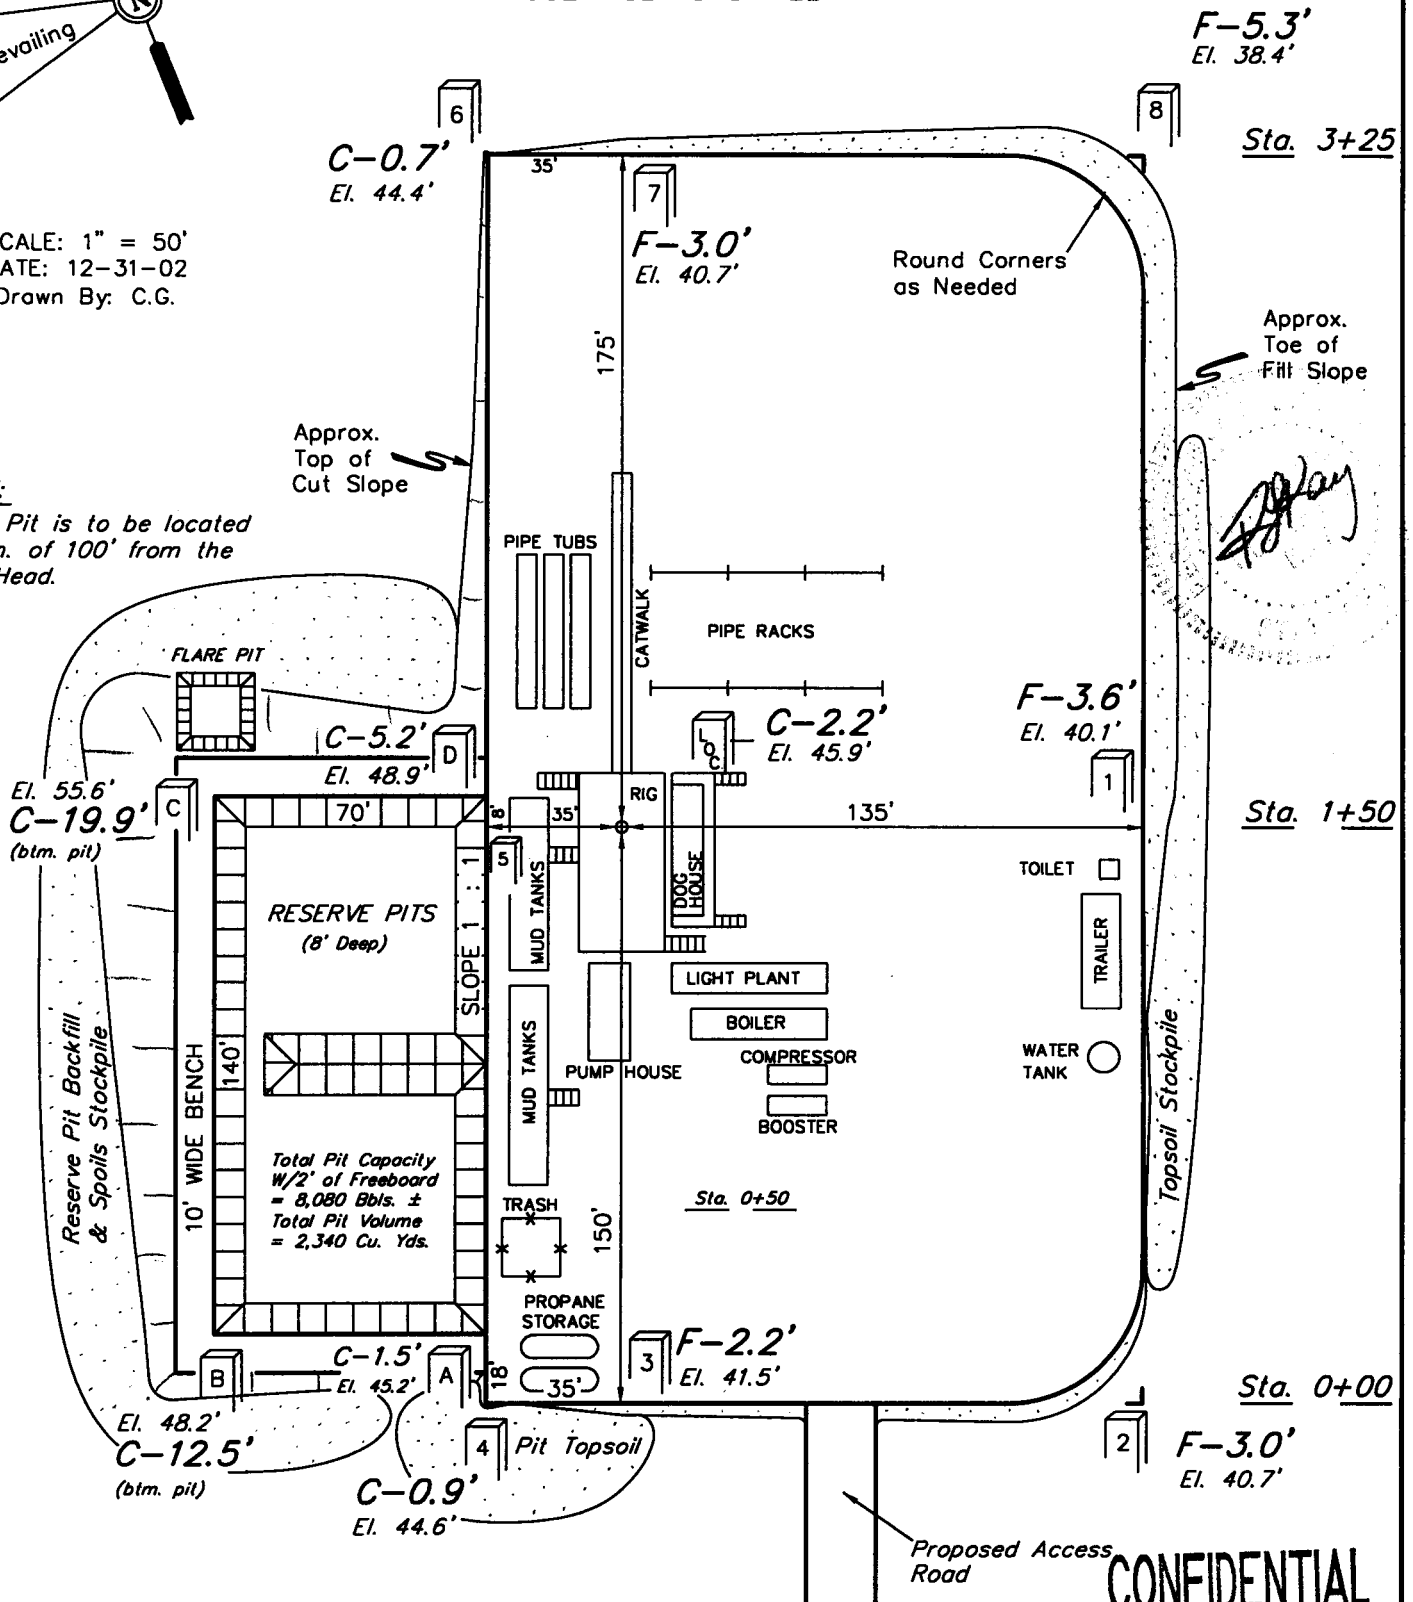 N
evailing
F-5.3'
El. 38.4'
6
8
C-0.7'
El. 44.4'
35'
7
Sta. 3+25
F-3.0'
El. 40.7'
CALE: 1" = 50'
ATE: 12-31-02
Drawn By: C.G.
Round Corners
as Needed
175'
Approx.
Toe of
Fill Slope
Approx.
Top of
Cut Slope
Pit is to be located
n. of 100' from the
Head.
PIPE TUBS
CATWALK
PIPE RACKS
FLARE PIT
C-5.2'
El. 48.9'
D
L
O
C
C-2.2'
El. 45.9'
F-3.6'
El. 40.1'
1
El. 55.6'
C-19.9'
(btm. pit)
C
70'
8'
35'
RIG
135'
Sta. 1+50
5
MUD TANKS
DOG
HOUSE
TOILET
RESERVE PITS
(8' Deep)
SLOPE 1 : 1
TRAILER
LIGHT PLANT
BOILER
Reserve Pit Backfill
& Spoils Stockpile
10' WIDE BENCH
140'
MUD TANKS
PUMP HOUSE
COMPRESSOR
BOOSTER
WATER
TANK
Topsoil Stockpile
Total Pit Capacity
W/2' of Freeboard
= 8,080 Bbls. ±
Total Pit Volume
= 2,340 Cu. Yds.
TRASH
Sta. 0+50
150'
PROPANE
STORAGE
C-1.5'
El. 45.2'
B
A
18'
35'
3
F-2.2'
El. 41.5'
Sta. 0+00
El. 48.2'
C-12.5'
(btm. pit)
4
Pit Topsoil
2
F-3.0'
El. 40.7'
C-0.9'
El. 44.6'
Proposed Access
Road
CONFIDENTIAL